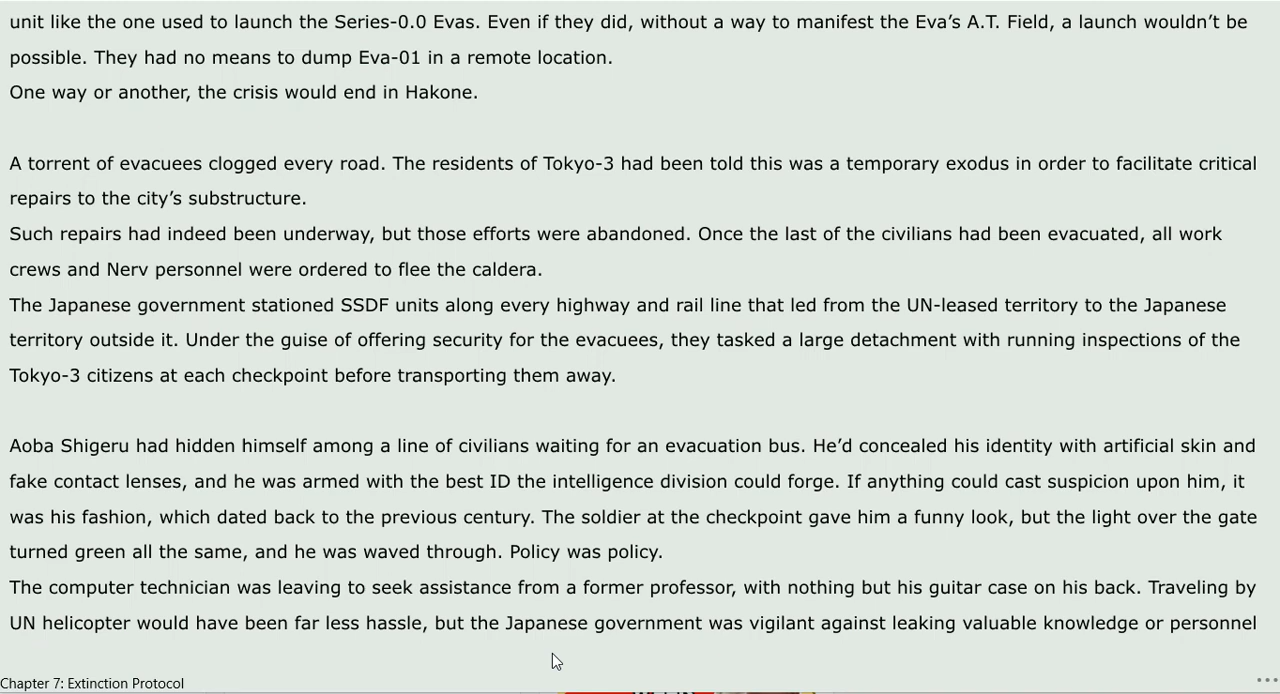 unit like the one used to launch the Series-0.0 Evas. Even if they did, without a way to manifest the Eva’s A.T. Field, a launch wouldn’t be
possible. They had no means to dump Eva-01 in a remote location.
One way or another, the crisis would end in Hakone.
A torrent of evacuees clogged every road. The residents of Tokyo-3 had been told this was a temporary exodus in order to facilitate critical
repairs to the city’s substructure.
Such repairs had indeed been underway, but those efforts were abandoned. Once the last of the civilians had been evacuated, all work
crews and Nerv personnel were ordered to flee the caldera.
The Japanese government stationed SSDF units along every highway and rail line that led from the UN-leased territory to the Japanese
territory outside it. Under the guise of offering security for the evacuees, they tasked a large detachment with running inspections of the
Tokyo-3 citizens at each checkpoint before transporting them away.
Aoba Shigeru had hidden himself among a line of civilians waiting for an evacuation bus. He’d concealed his identity with artificial skin and
fake contact lenses, and he was armed with the best ID the intelligence division could forge. If anything could cast suspicion upon him, it
was his fashion, which dated back to the previous century. The soldier at the checkpoint gave him a funny look, but the light over the gate
turned green all the same, and he was waved through. Policy was policy.
The computer technician was leaving to seek assistance from a former professor, with nothing but his guitar case on his back. Traveling by
UN helicopter would have been far less hassle, but the Japanese government was vigilant against leaking valuable knowledge or personnel
Chapter 7: Extinction Protocol